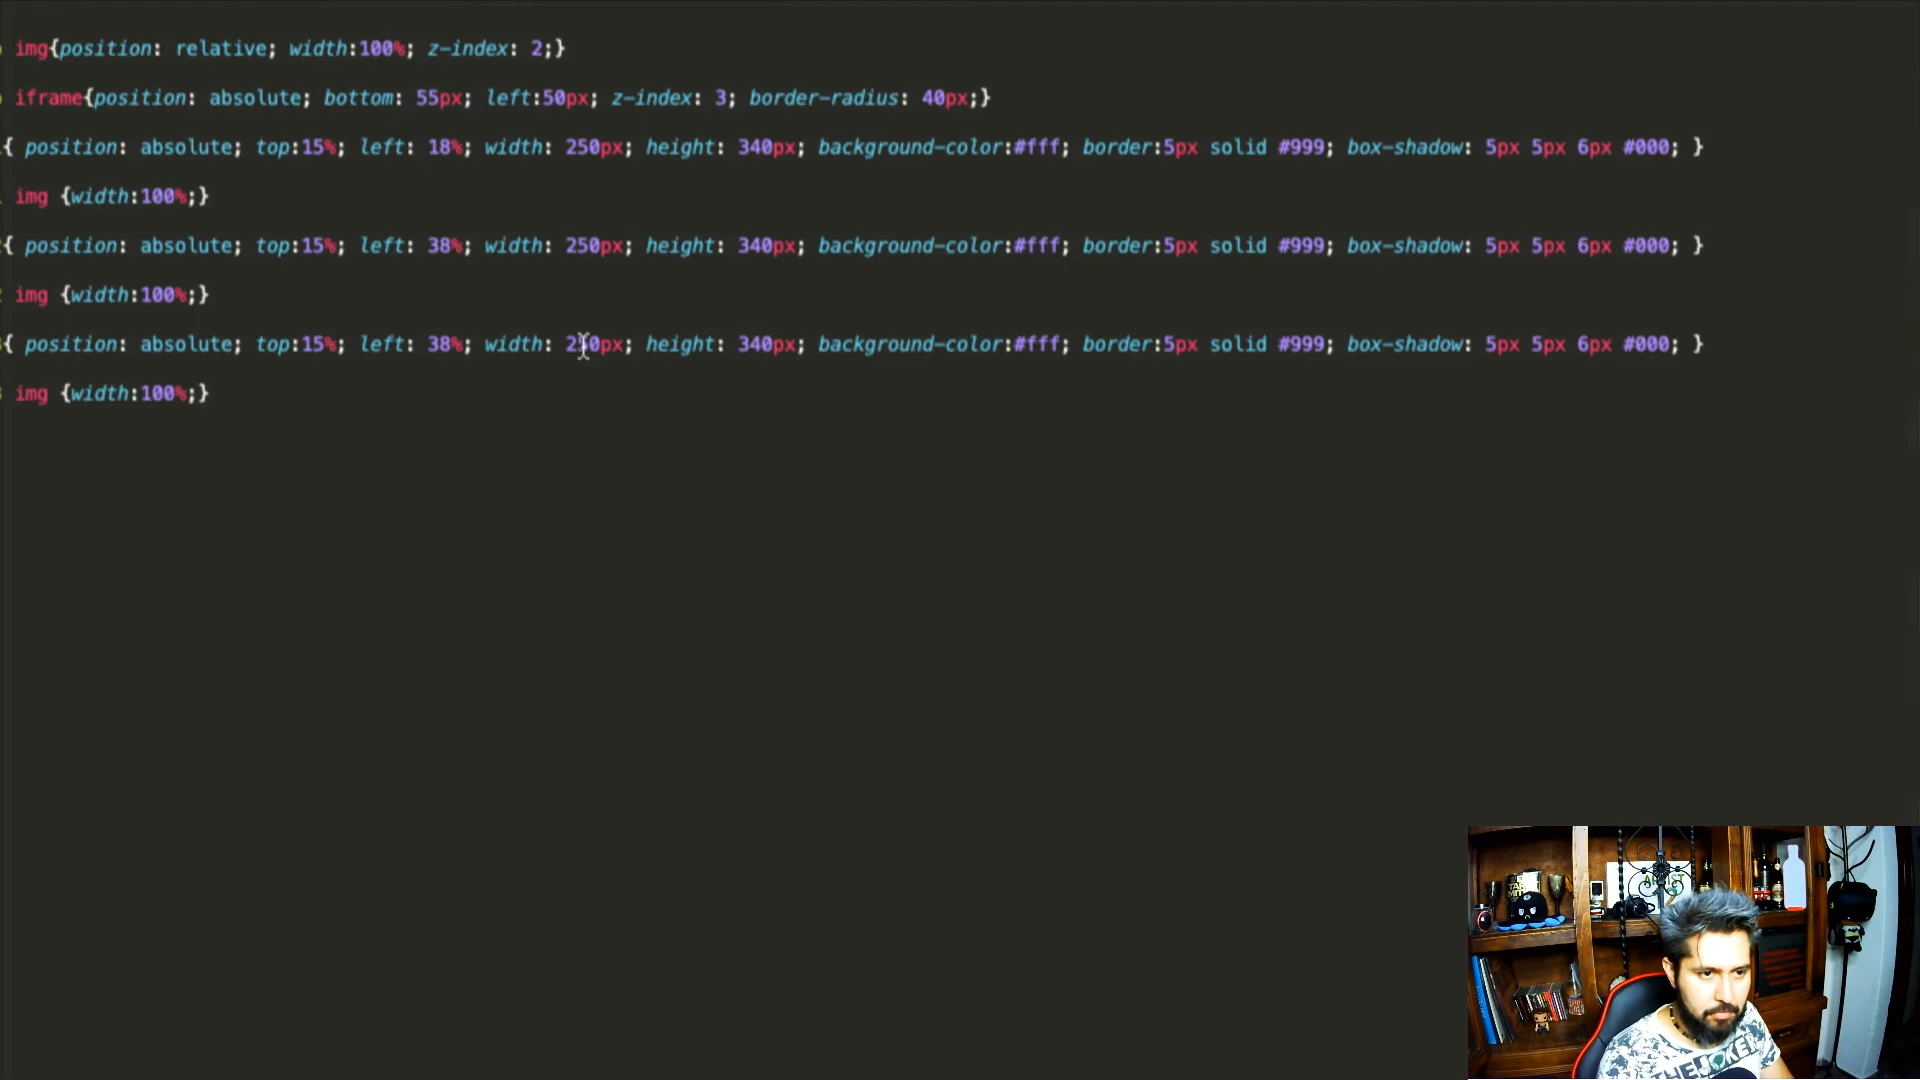 img{position: relative; width:100%; z-index: 2;}
iframe{position: absolute; bottom: 55px; left:50px; z-index: 3; border-radius: 40px;}
{ position: absolute; top:15%; left: 18%; width: 250px; height: 340px; background-color:#fff; border:5px solid #999; box-shadow: 5px 5px 6px #000; }
img {width:100%;}
{ position: absolute; top:15%; left: 38%; width: 250px; height: 340px; background-color:#fff; border:5px solid #999; box-shadow: 5px 5px 6px #000; }
img {width:100%;}
{ position: absolute; top:15%; left: 38%; width: 250px; height: 340px; background-color:#fff; border:5px solid #999; box-shadow: 5px 5px 6px #000; }
img {width:100%;}
THEJOKER